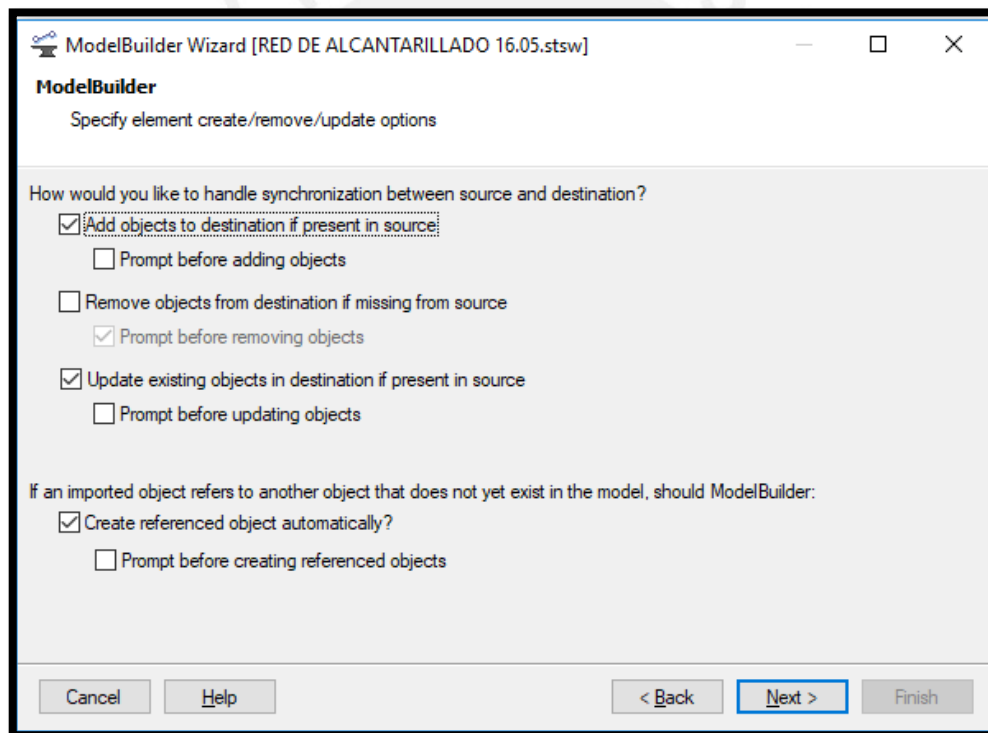 ModelBuilder Wizard [RED DE ALCANTARILLADO 16.05.stsw]
ModelBuilder
Specify element create/remove/update options
How would you like to handle synchronization between source and destination?
Add objects to destination if present in source
Prompt before adding objects
Remove objects from destination if missing from source
Prompt before removing objects
Update existing objects in destination if present in source
Prompt before updating objects
If an imported object refers to another object that does not yet exist in the model, should ModelBuilder:
Create referenced object automatically?
Prompt before creating referenced objects
Cancel Help < Back Next > Finish